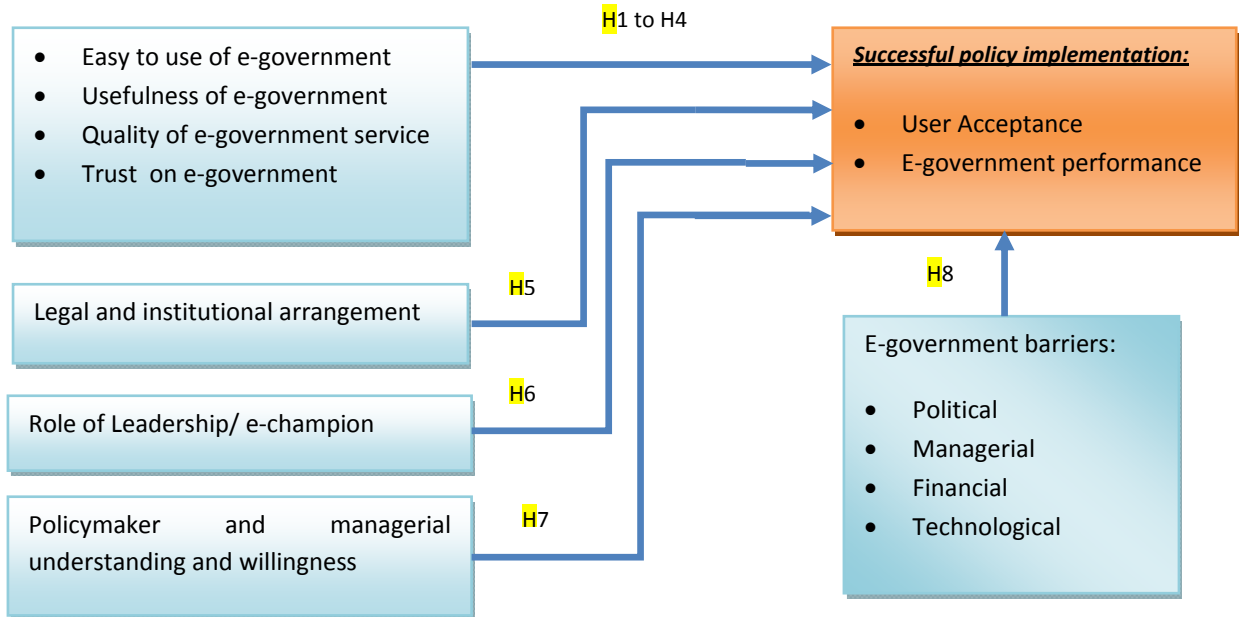 H1 to H4
• Easy to use of e-government
• Usefulness of e-government
• Quality of e-government service
• Trust on e-government
Successful policy implementation:
• User Acceptance
• E-government performance
H5
Legal and institutional arrangement
H6
Role of Leadership/ e-champion
H7
Policymaker and managerial
understanding and willingness
H8
E-government barriers:
• Political
• Managerial
• Financial
• Technological